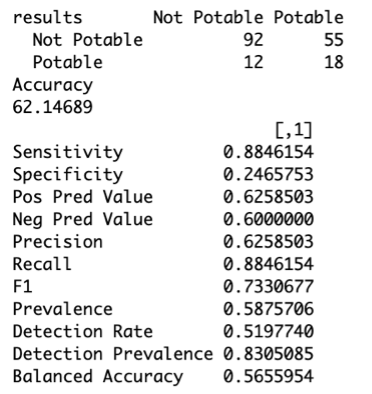 results Not Potable Potable
Not Potable 92 55
Potable 12 18
Accuracy
62.14689
[,1]
Sensitivity 0.8846154
Specificity 0.2465753
Pos Pred Value 0.6258503
Neg Pred Value 0.6000000
Precision 0.6258503
Recall 0.8846154
F1 0.7330677
Prevalence 0.5875706
Detection Rate 0.5197740
Detection Prevalence 0.8305085
Balanced Accuracy 0.5655954